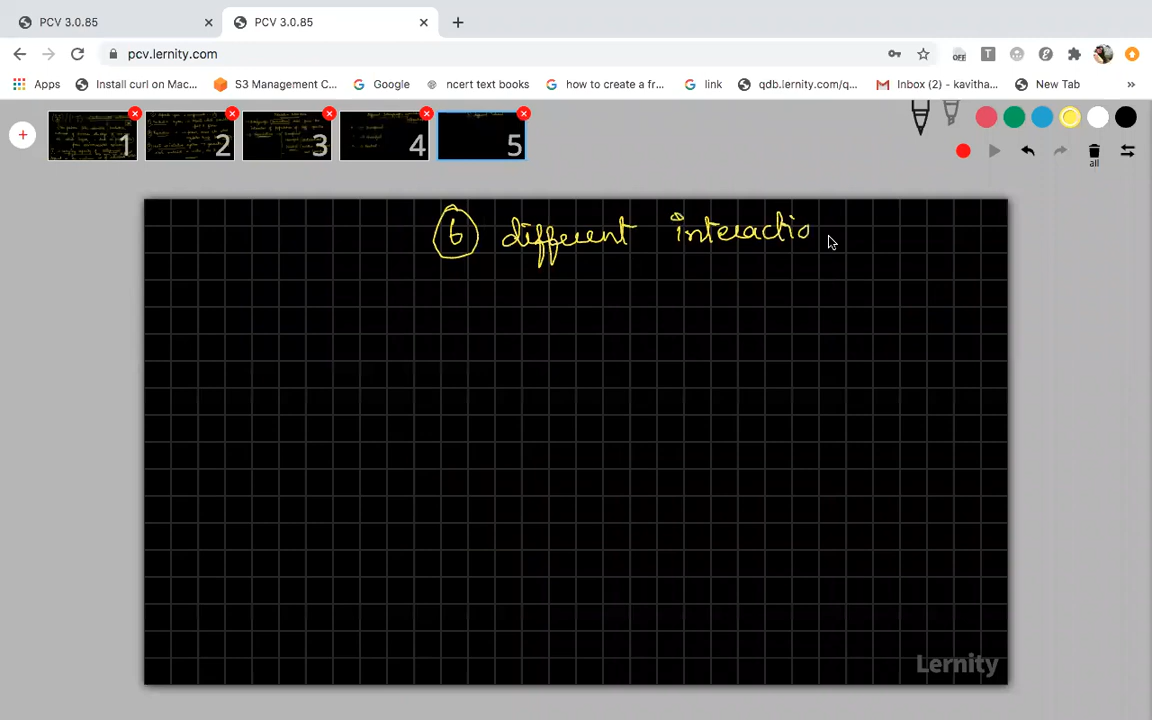 PCV 3.0.85
PCV 3.0.85
pcv.lernity.com
Apps Install curl on Mac... S3 Management C... Google ncert text books how to create a fr... link qdb.lernity.com/q... Inbox (2) - kavitha... New Tab »
OFF T
1 2 3 4 5
all
6 different interactio
Lernity